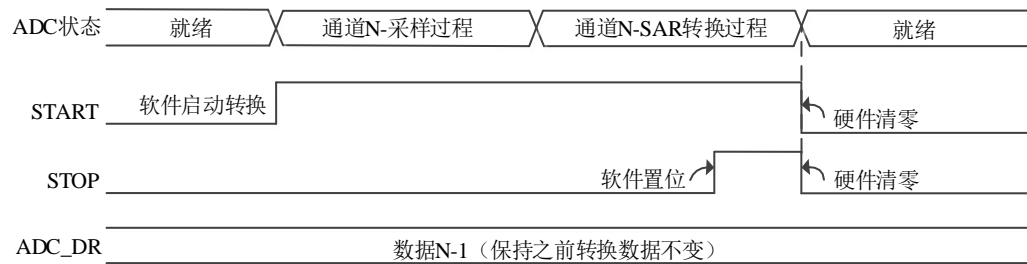 ADC状态 就绪 通道N-采样过程 通道N-SAR转换过程 就绪
START 软件启动转换 硬件清零
STOP 软件置位 硬件清零
ADC_DR 数据N-1（保持之前转换数据不变）